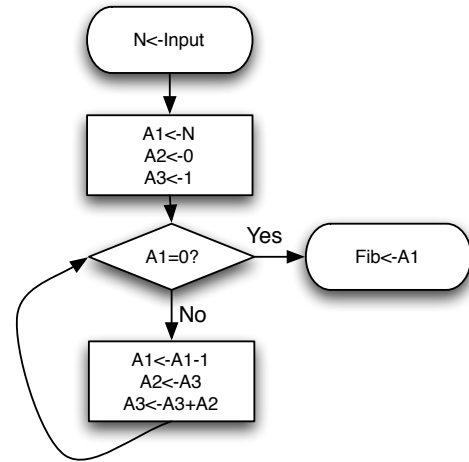 N<-Input
A1<-N
A2<-0
A3<-1
A1=0?
Yes
Fib<-A1
No
A1<-A1-1
A2<-A3
A3<-A3+A2